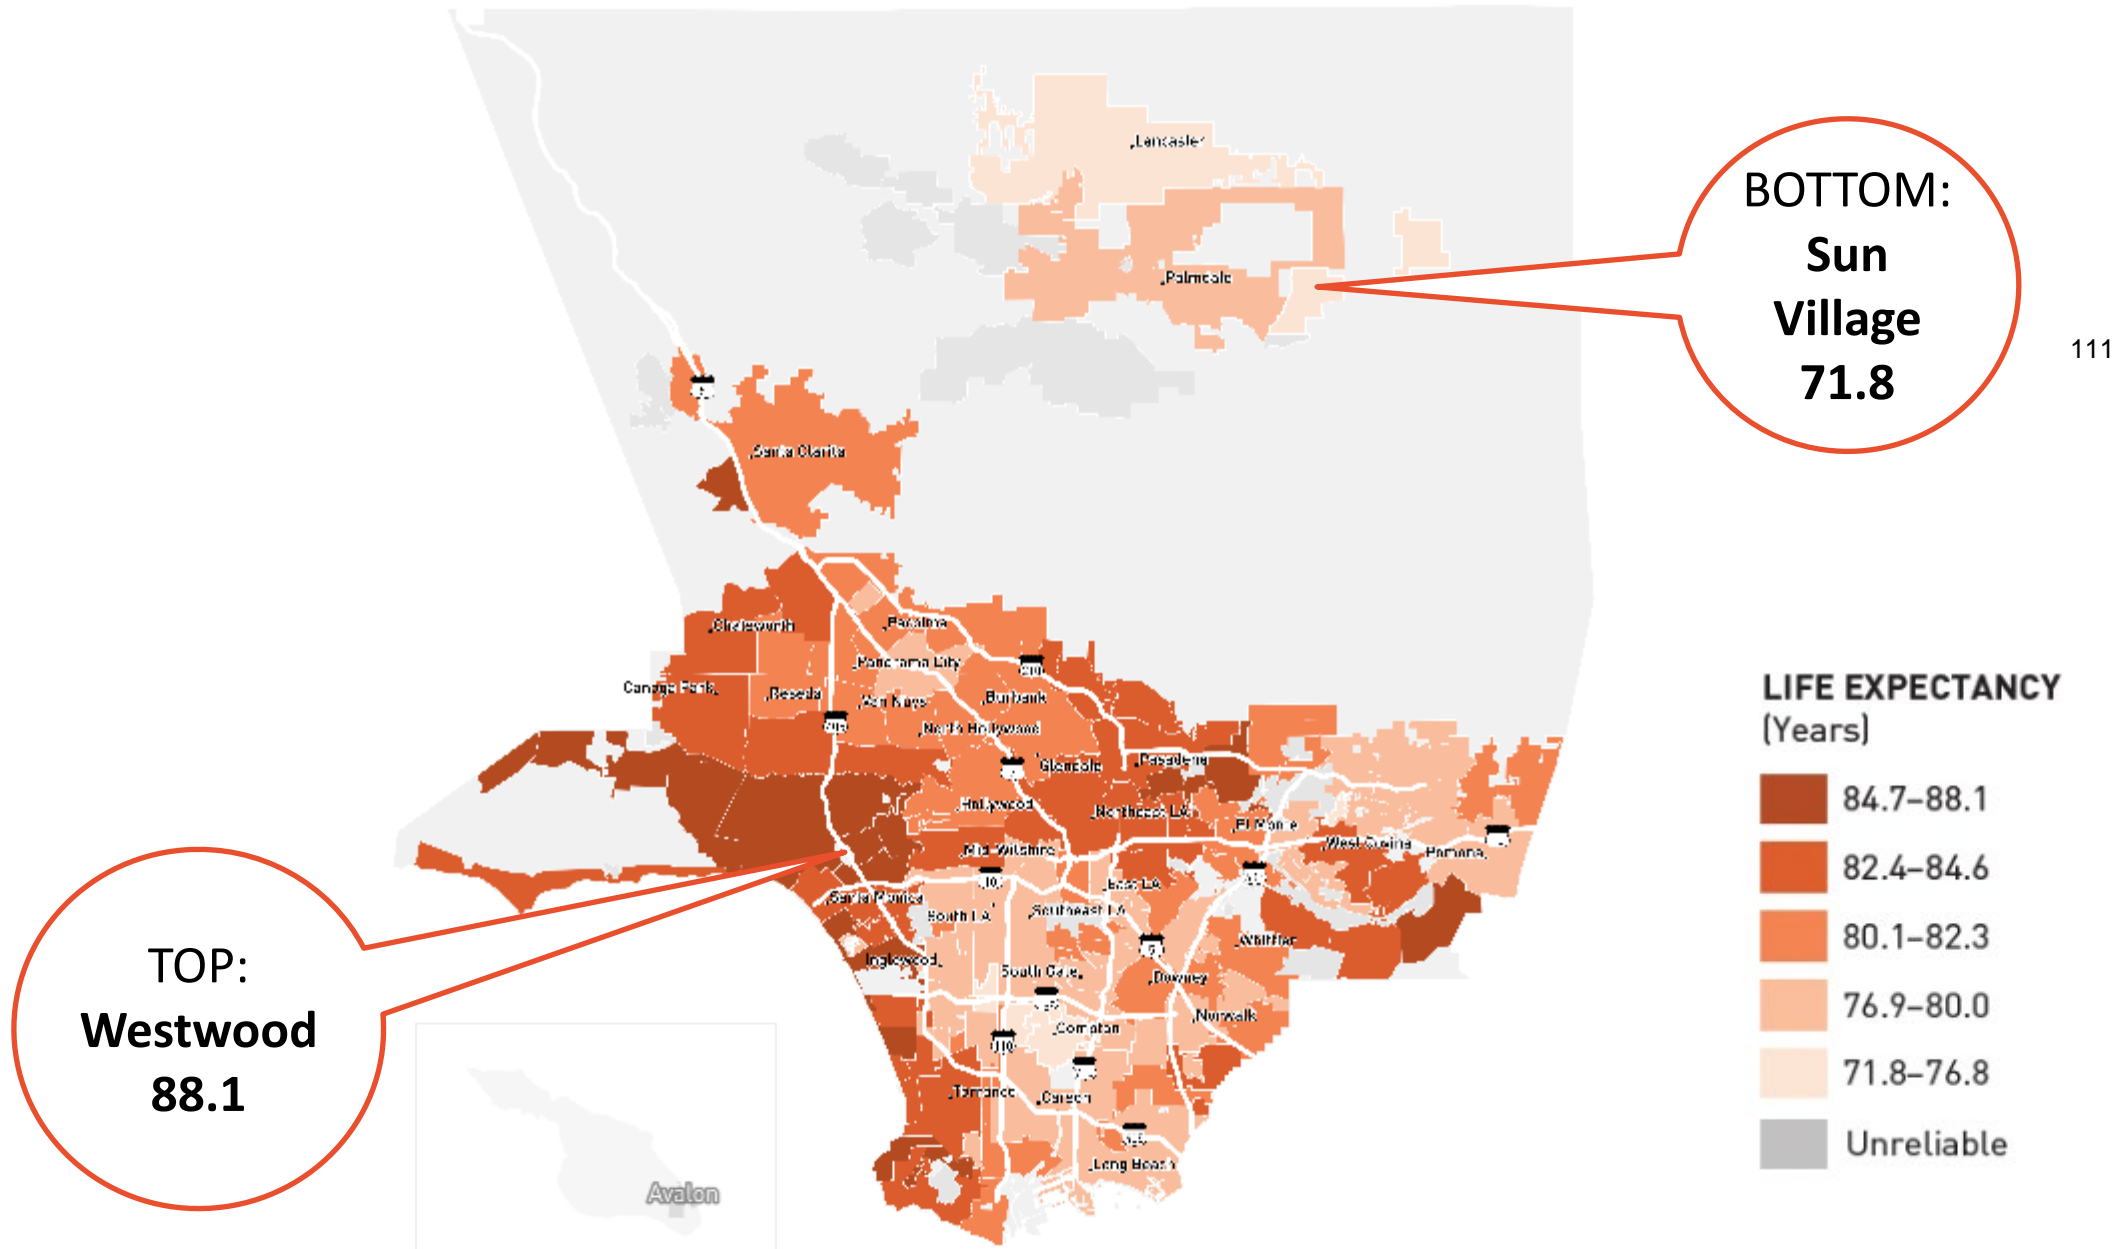 BOTTOM:
Sun
Village
71.8
111
TOP:
Westwood
88.1
LIFE EXPECTANCY
(Years)
84.7–88.1
82.4–84.6
80.1–82.3
76.9–80.0
71.8–76.8
Unreliable
Lancaster
Palmdale
Santa Clarita
Chatsworth
Pacoima
Panorama City
Canoga Park
Reseda
Van Nuys
Burbank
North Hollywood
210
Glendale
Pasadena
Hollywood
Northeast LA
El Monte
Mid Wilshire
West Covina
Pomona
10
East LA
Santa Monica
South LA
Southeast LA
Whittier
5
Inglewood
South Gate
Downey
Compton
Norwalk
110
Torrance
Carson
Long Beach
Avalon